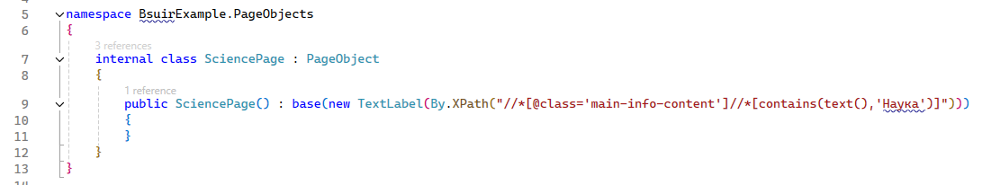 5 namespace BsuirExample.PageObjects
6 {
3 references
7 internal class SciencePage : PageObject
8 {
1 reference
9 public SciencePage() : base(new TextLabel(By.XPath("//*[@class='main-info-content']//*[contains(text(),'Наука')]")))
10 {
11 }
12 }
13 }